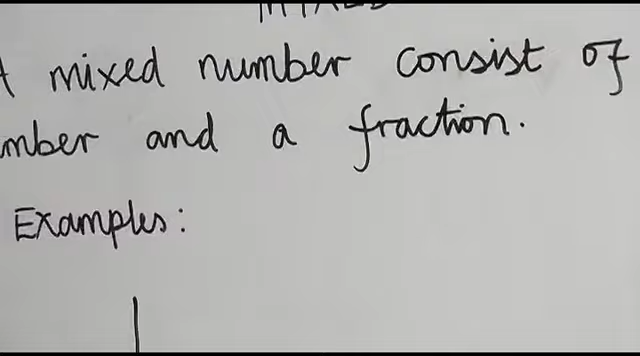 mixed number consist of
and a fraction.
Examples: